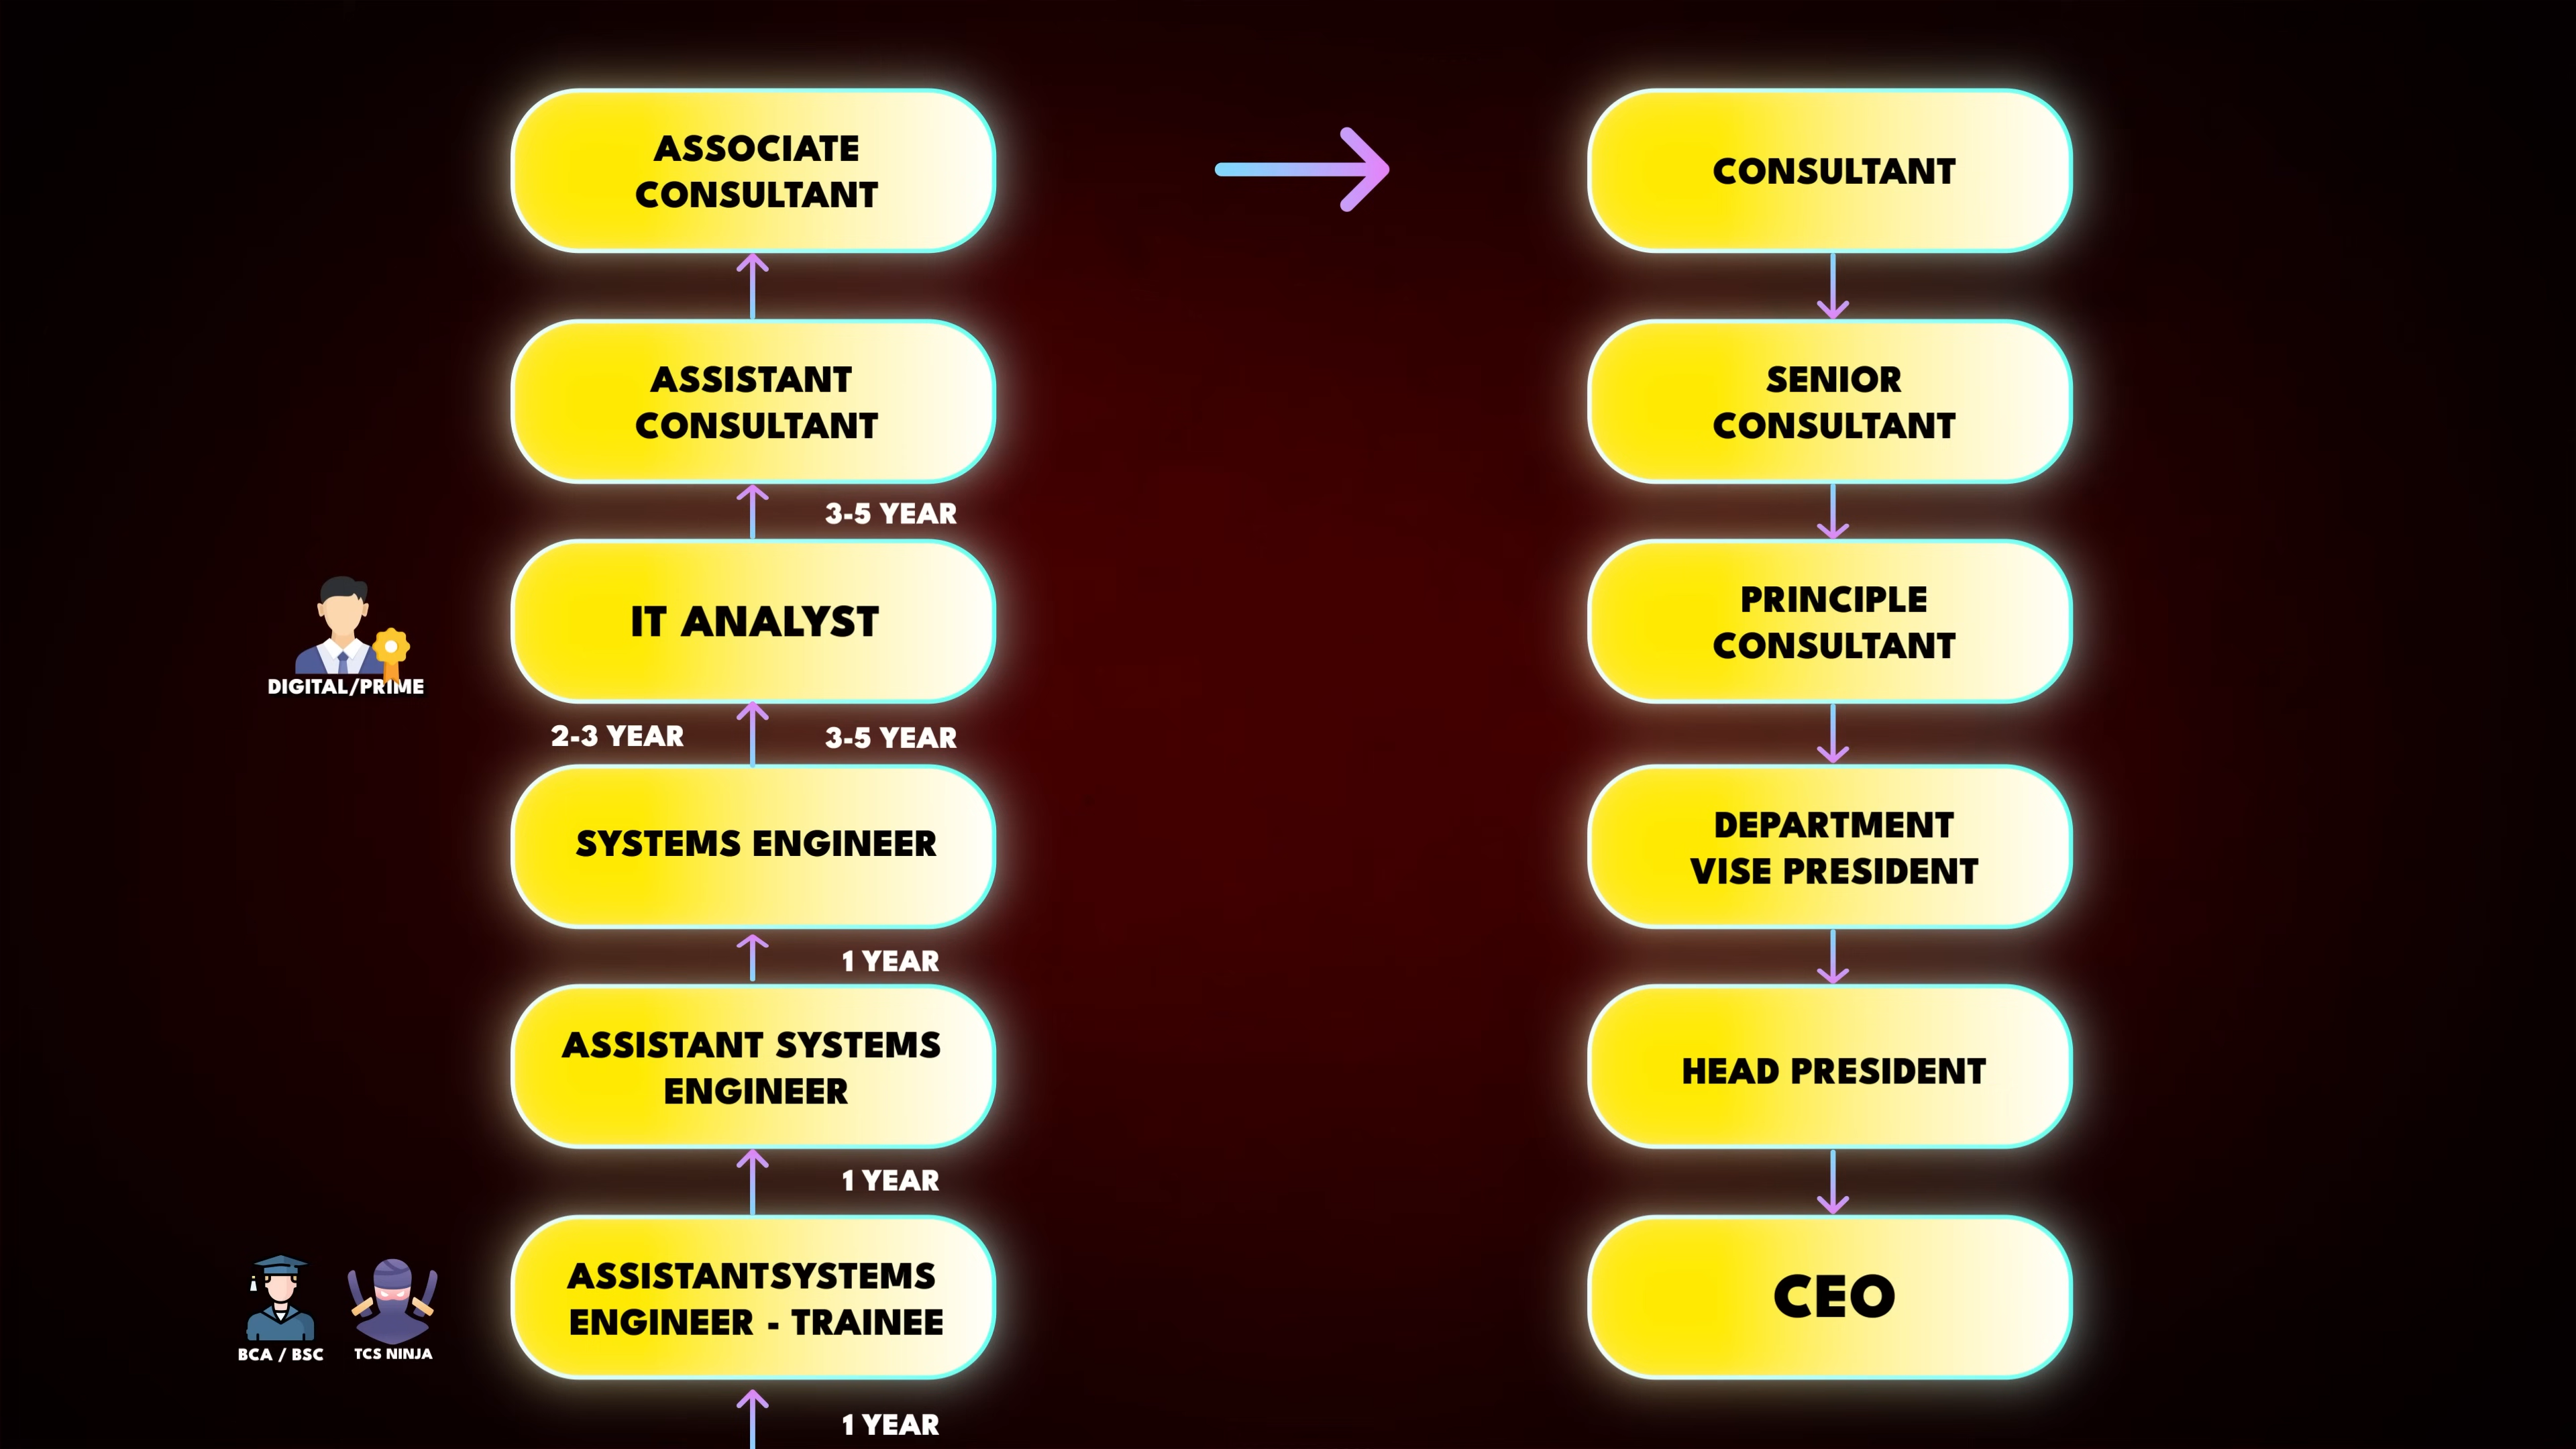 ASSOCIATE
CONSULTANT
ASSISTANT
CONSULTANT
3-5 YEAR
IT ANALYST
DIGITAL/PRIME
2-3 YEAR
3-5 YEAR
SYSTEMS ENGINEER
1 YEAR
ASSISTANT SYSTEMS
ENGINEER
1 YEAR
ASSISTANTSYSTEMS
ENGINEER - TRAINEE
BCA / BSC
TCS NINJA
1 YEAR
CONSULTANT
SENIOR
CONSULTANT
PRINCIPLE
CONSULTANT
DEPARTMENT
VISE PRESIDENT
HEAD PRESIDENT
CEO